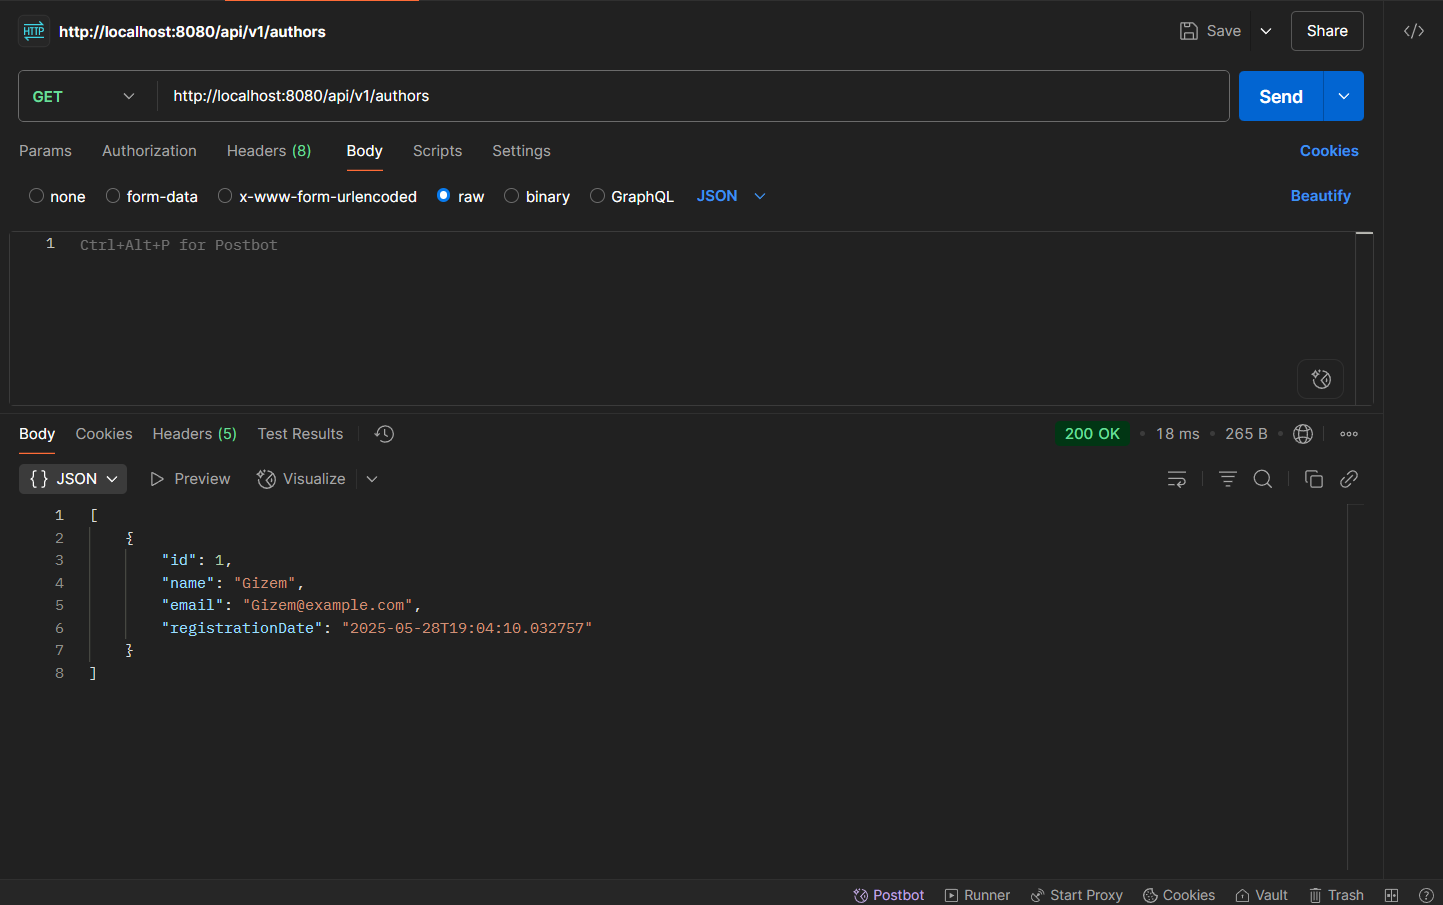 HTTP http://localhost:8080/api/v1/authors Save Share
GET http://localhost:8080/api/v1/authors Send
Params Authorization Headers (8) Body Scripts Settings Cookies
none form-data x-www-form-urlencoded raw binary GraphQL JSON Beautify
1 Ctrl+Alt+P for Postbot
Body Cookies Headers (5) Test Results 200 OK • 18 ms • 265 B •
{} JSON Preview Visualize
1 [
2 {
3 "id": 1,
4 "name": "Gizem",
5 "email": "Gizem@example.com",
6 "registrationDate": "2025-05-28T19:04:10.032757"
7 }
8 ]
Postbot Runner Start Proxy Cookies Vault Trash